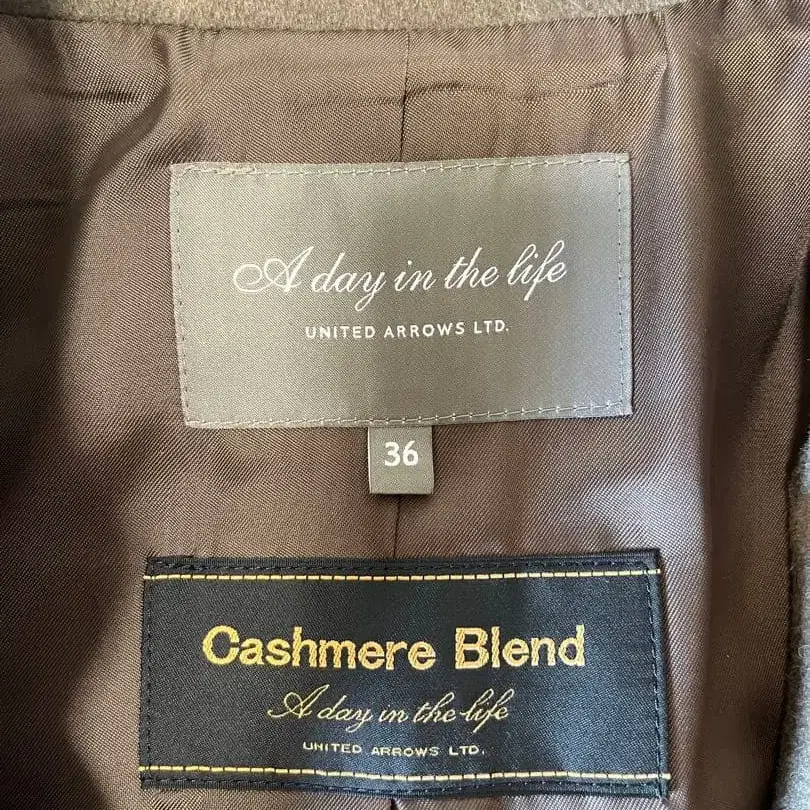 A day in the life
UNITED ARROWS LTD.
36
Cashmere Blend
A day in the life
UNITED ARROWS LTD.